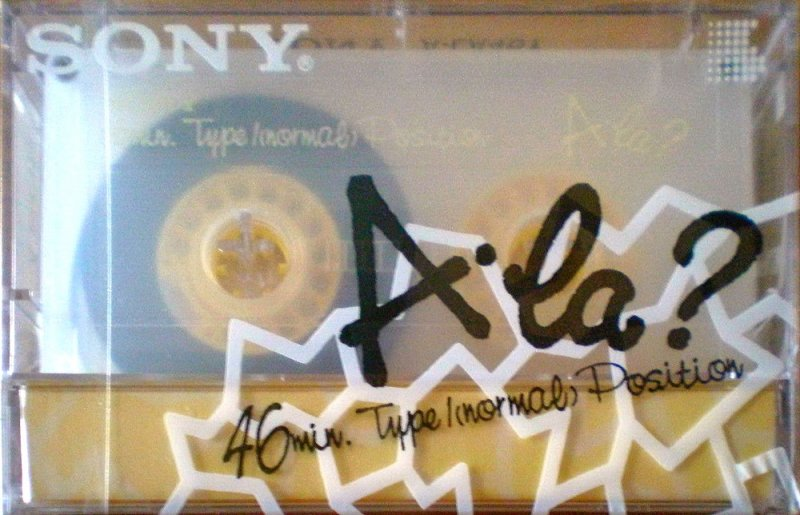 SONY®
min. Type I (normal) Position
A·la?
A·la?
46min. Type I (normal) Position